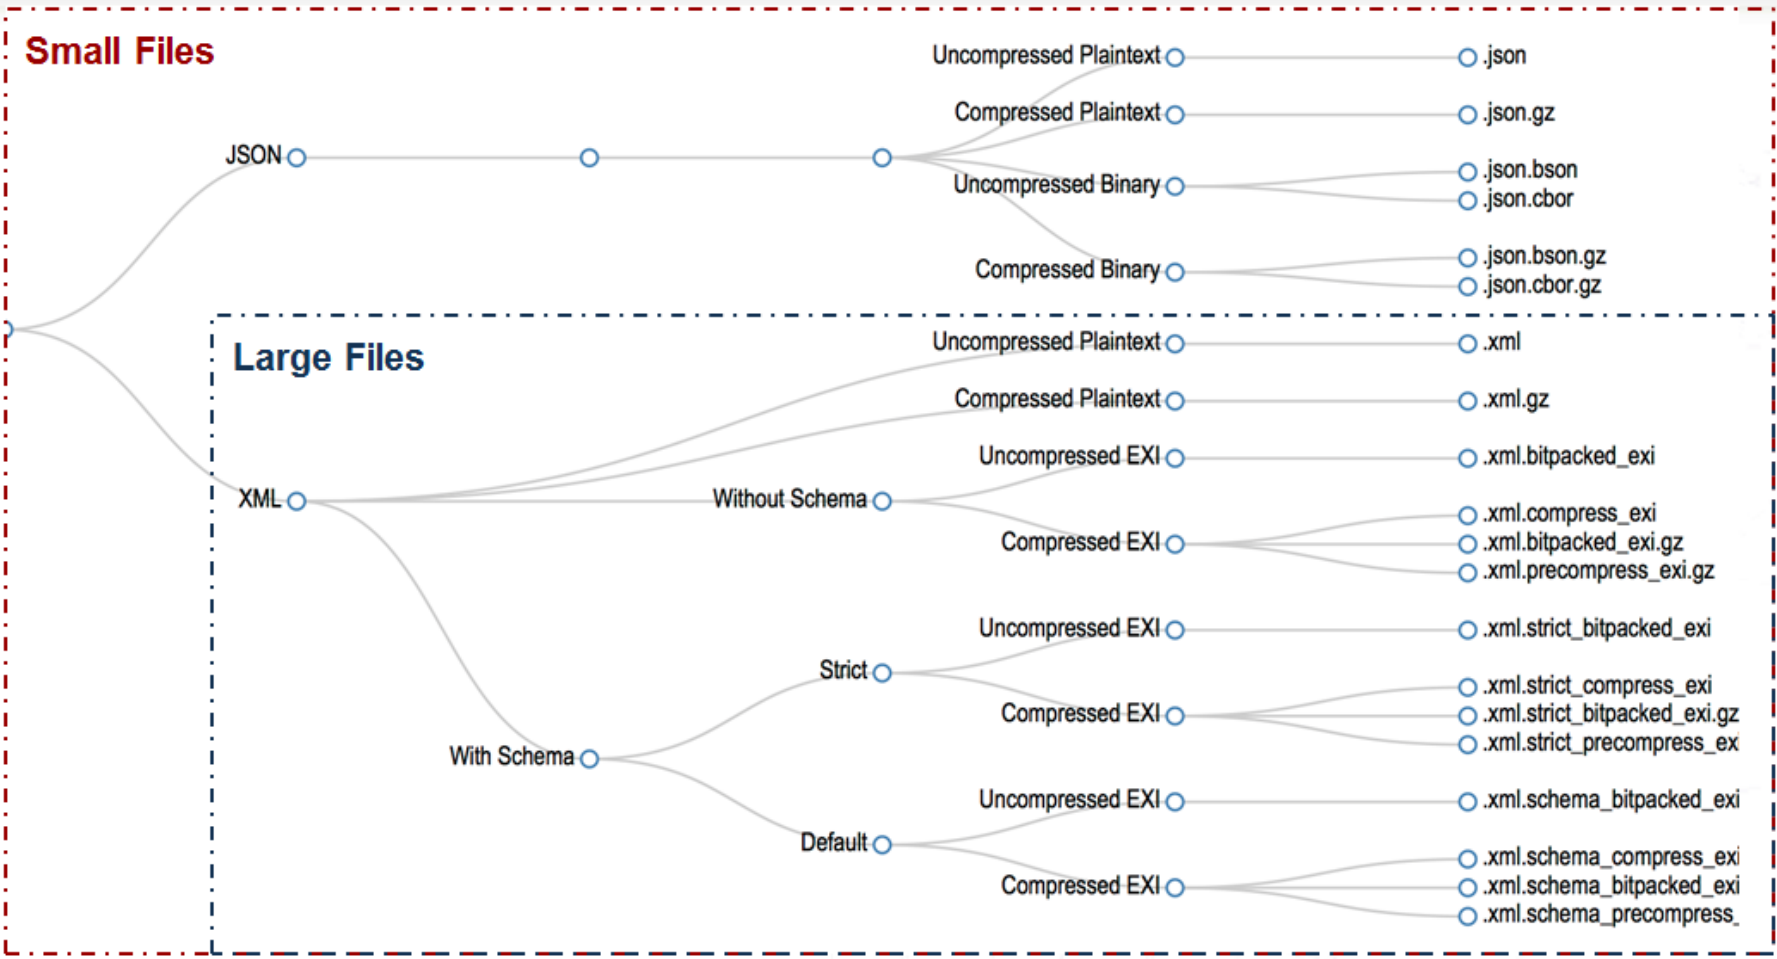 Small Files
Uncompressed Plaintext
.json
Compressed Plaintext
.json.gz
JSON
Uncompressed Binary
.json.bson
.json.cbor
Compressed Binary
.json.bson.gz
.json.cbor.gz
Large Files
Uncompressed Plaintext
.xml
Compressed Plaintext
.xml.gz
XML
Without Schema
Uncompressed EXI
.xml.bitpacked_exi
Compressed EXI
.xml.compress_exi
.xml.bitpacked_exi.gz
.xml.precompress_exi.gz
With Schema
Strict
Uncompressed EXI
.xml.strict_bitpacked_exi
Compressed EXI
.xml.strict_compress_exi
.xml.strict_bitpacked_exi.gz
.xml.strict_precompress_exi
Default
Uncompressed EXI
.xml.schema_bitpacked_exi
Compressed EXI
.xml.schema_compress_exi
.xml.schema_bitpacked_exi
.xml.schema_precompress_